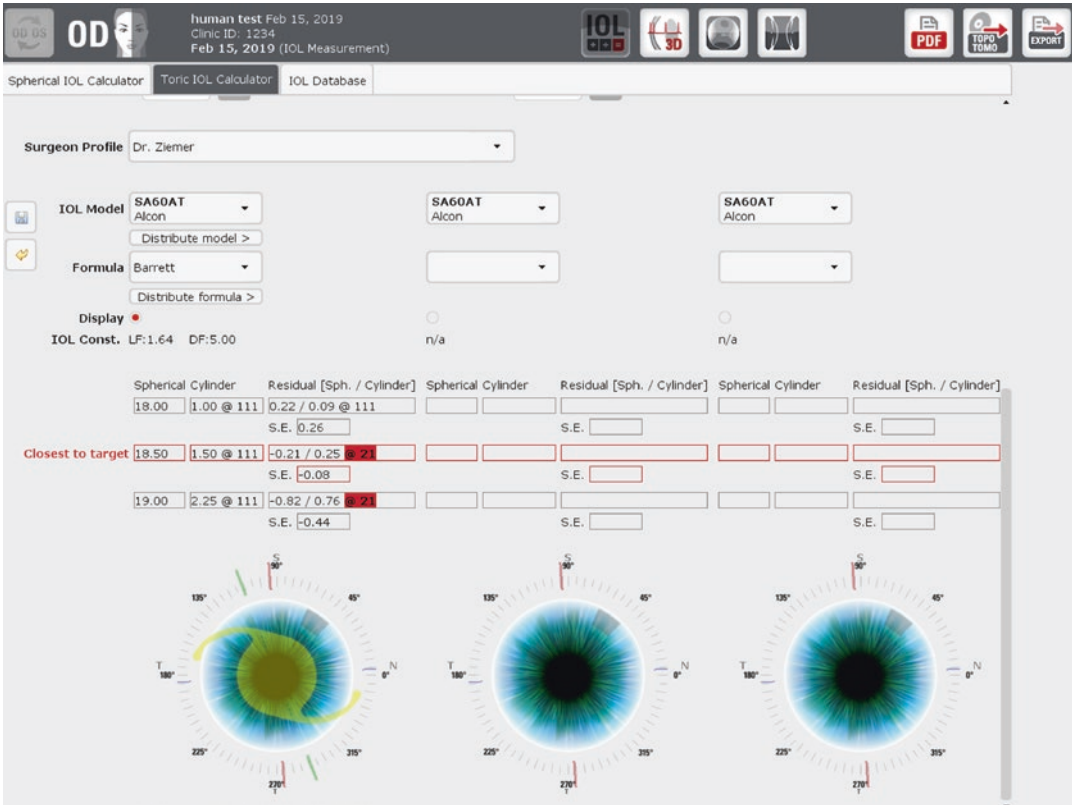 OD OS
OD
human test Feb 15, 2019
Clinic ID: 1234
Feb 15, 2019 (IOL Measurement)
IOL
3D
PDF
TOPO
TOMO
EXPORT
Spherical IOL Calculator Toric IOL Calculator IOL Database
Surgeon Profile Dr. Ziemer
IOL Model SA60AT SA60AT SA60AT
Alcon Alcon Alcon
Distribute model >
Formula Barrett
Distribute formula >
Display
IOL Const. LF:1.64 DF:5.00 n/a n/a
Spherical Cylinder Residual [Sph. / Cylinder] Spherical Cylinder Residual [Sph. / Cylinder] Spherical Cylinder Residual [Sph. / Cylinder]
18.00 1.00 @ 111 0.22 / 0.09 @ 111
S.E. 0.26 S.E. S.E.
Closest to target 18.50 1.50 @ 111 -0.21 / 0.25 @ 21
S.E. -0.08 S.E. S.E.
19.00 2.25 @ 111 -0.82 / 0.76 @ 21
S.E. -0.44 S.E. S.E.
S S S
90° 90° 90°
135° 45° 135° 45° 135° 45°
T N T N T N
180° 0° 180° 0° 180° 0°
225° 315° 225° 315° 225° 315°
270° 270° 270°
T T T